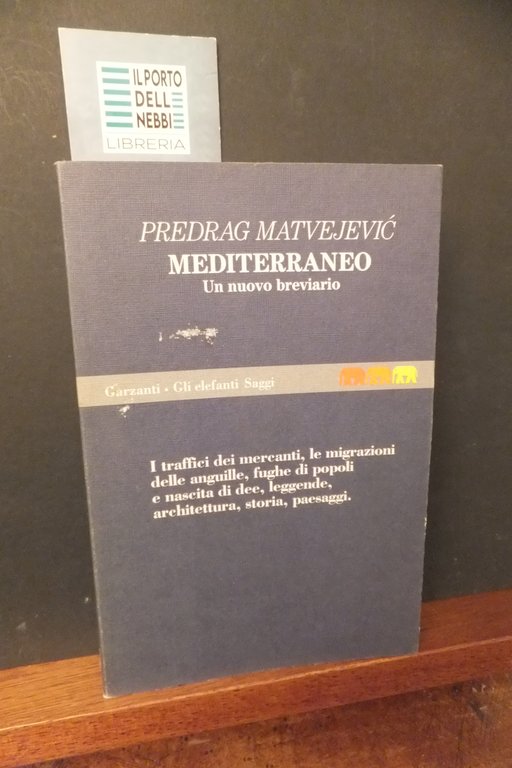 IL PORTO
DELL
NEBBIE
LIBRERIA
PREDRAG MATVEJEVIĆ
MEDITERRANEO
Un nuovo breviario
Garzanti • Gli elefanti Saggi
I traffici dei mercanti, le migrazioni
delle anguille, fughe di popoli
e nascita di dee, leggende,
architettura, storia, paesaggi.